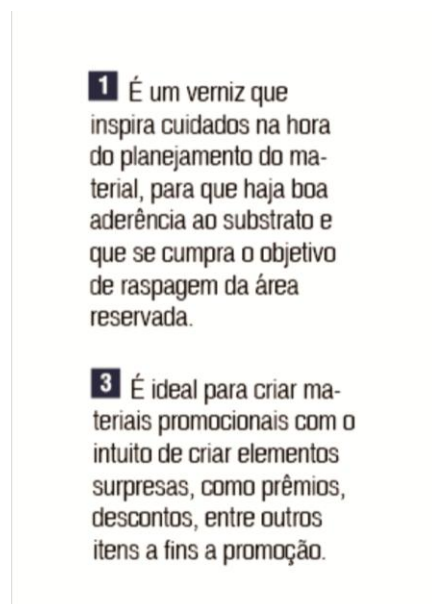 1 É um verniz que
inspira cuidados na hora
do planejamento do ma-
terial, para que haja boa
aderência ao substrato e
que se cumpra o objetivo
de raspagem da área
reservada.
3 É ideal para criar ma-
teriais promocionais com o
intuito de criar elementos
surpresas, como prêmios,
descontos, entre outros
itens a fins a promoção.